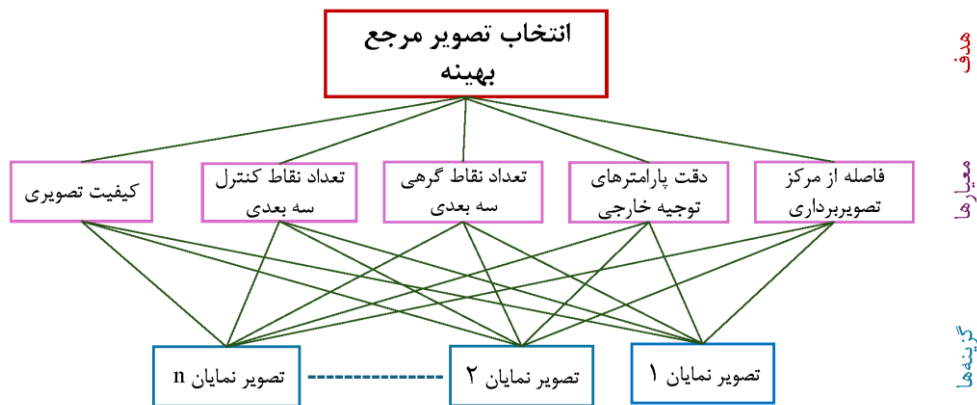 انتخاب تصویر مرجع
بهینه
هدف
فاصله از مرکز
تصویربرداری
دقت پارامترهای
توجیه خارجی
تعداد نقاط گرهی
سه بعدی
تعداد نقاط کنترل
سه بعدی
کیفیت تصویری
معیارها
تصویر نمایان ۱
تصویر نمایان ۲
تصویر نمایان n
گزینه‌ها